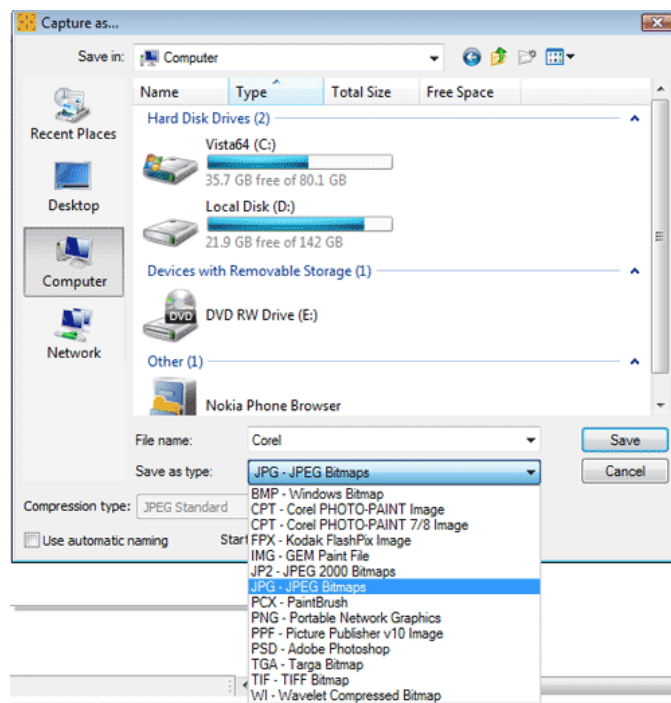 Capture as...
Save in:
Computer
Name Type Total Size Free Space
Recent Places
Desktop
Computer
Network
Hard Disk Drives (2)
Vista64 (C:)
35.7 GB free of 80.1 GB
Local Disk (D:)
21.9 GB free of 142 GB
Devices with Removable Storage (1)
DVD
DVD RW Drive (E:)
Other (1)
Nokia Phone Browser
File name: Corel Save
Save as type: JPG - JPEG Bitmaps Cancel
Compression type: JPEG Standard
Use automatic naming Start
BMP - Windows Bitmap
CPT - Corel PHOTO-PAINT Image
CPT - Corel PHOTO-PAINT 7/8 Image
FPX - Kodak FlashPix Image
IMG - GEM Paint File
JP2 - JPEG 2000 Bitmaps
JPG - JPEG Bitmaps
PCX - PaintBrush
PNG - Portable Network Graphics
PPF - Picture Publisher v10 Image
PSD - Adobe Photoshop
TGA - Targa Bitmap
TIF - TIFF Bitmap
WI - Wavelet Compressed Bitmap